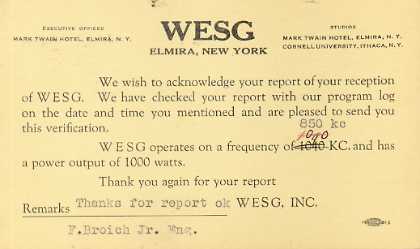 EXECUTIVE OFFICES
MARK TWAIN HOTEL, ELMIRA, N. Y.
WESG
ELMIRA, NEW YORK
STUDIOS
MARK TWAIN HOTEL, ELMIRA, N. Y.
CORNELL UNIVERSITY, ITHACA, N. Y.
We wish to acknowledge your report of your reception
of WESG. We have checked your report with our program log
on the date and time you mentioned and are pleased to send you
this verification.
850 kc
WESG operates on a frequency of 1040 KC. and has
a power output of 1000 watts.
Thank you again for your report
Remarks Thanks for report ok WESG, INC.
F.Broich Jr. Eng.